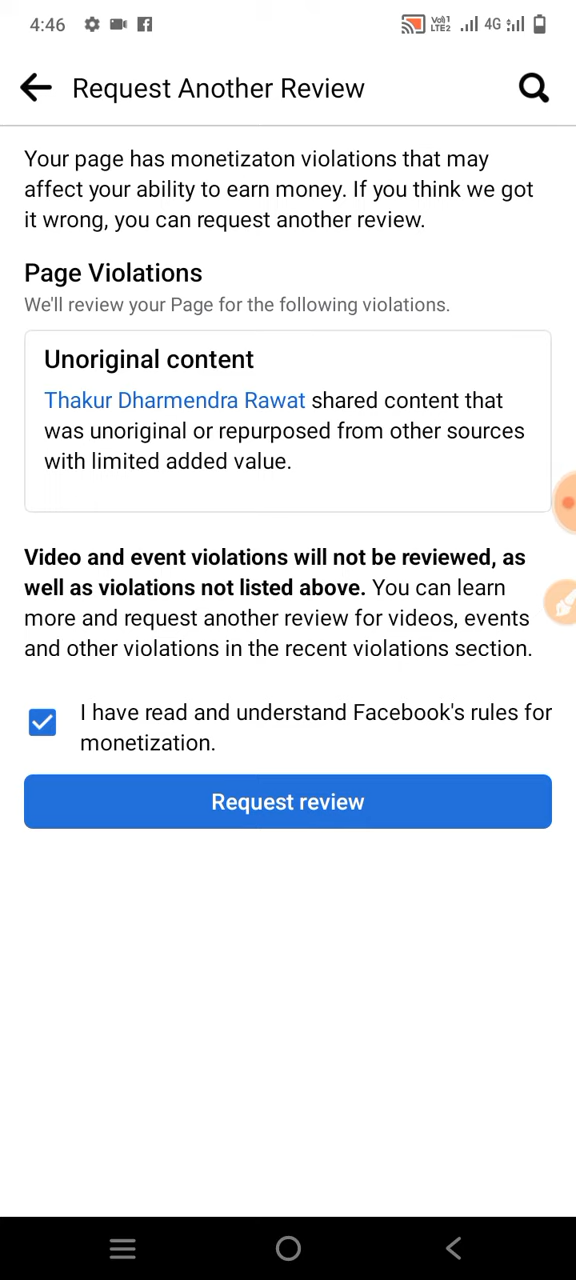 4:46
Vo))1
LTE2
4G
Request Another Review
Your page has monetizaton violations that may
affect your ability to earn money. If you think we got
it wrong, you can request another review.
Page Violations
We'll review your Page for the following violations.
Unoriginal content
Thakur Dharmendra Rawat shared content that
was unoriginal or repurposed from other sources
with limited added value.
Video and event violations will not be reviewed, as
well as violations not listed above. You can learn
more and request another review for videos, events
and other violations in the recent violations section.
I have read and understand Facebook's rules for
monetization.
Request review